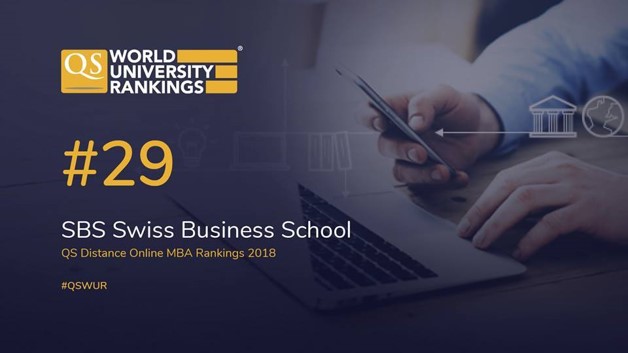 QS WORLD
UNIVERSITY
RANKINGS®
#29
SBS Swiss Business School
QS Distance Online MBA Rankings 2018
#QSWUR